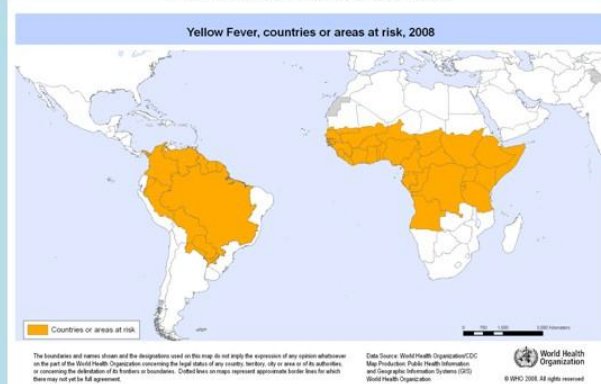 Yellow Fever, countries or areas at risk, 2008
Countries or areas at risk
The boundaries and names shown and the designations used on this map do not imply the expression of any opinion whatsoever
on the part of the World Health Organization concerning the legal status of any country, territory, city or area or of its authorities,
or concerning the delimitation of its frontiers or boundaries. Dotted lines on maps represent approximate border lines for which
there may not yet be full agreement.
Data Source: World Health Organization/CDC
Map Production: Public Health Information
and Geographic Information Systems (GIS)
World Health Organization
World Health
Organization
© WHO 2008. All rights reserved